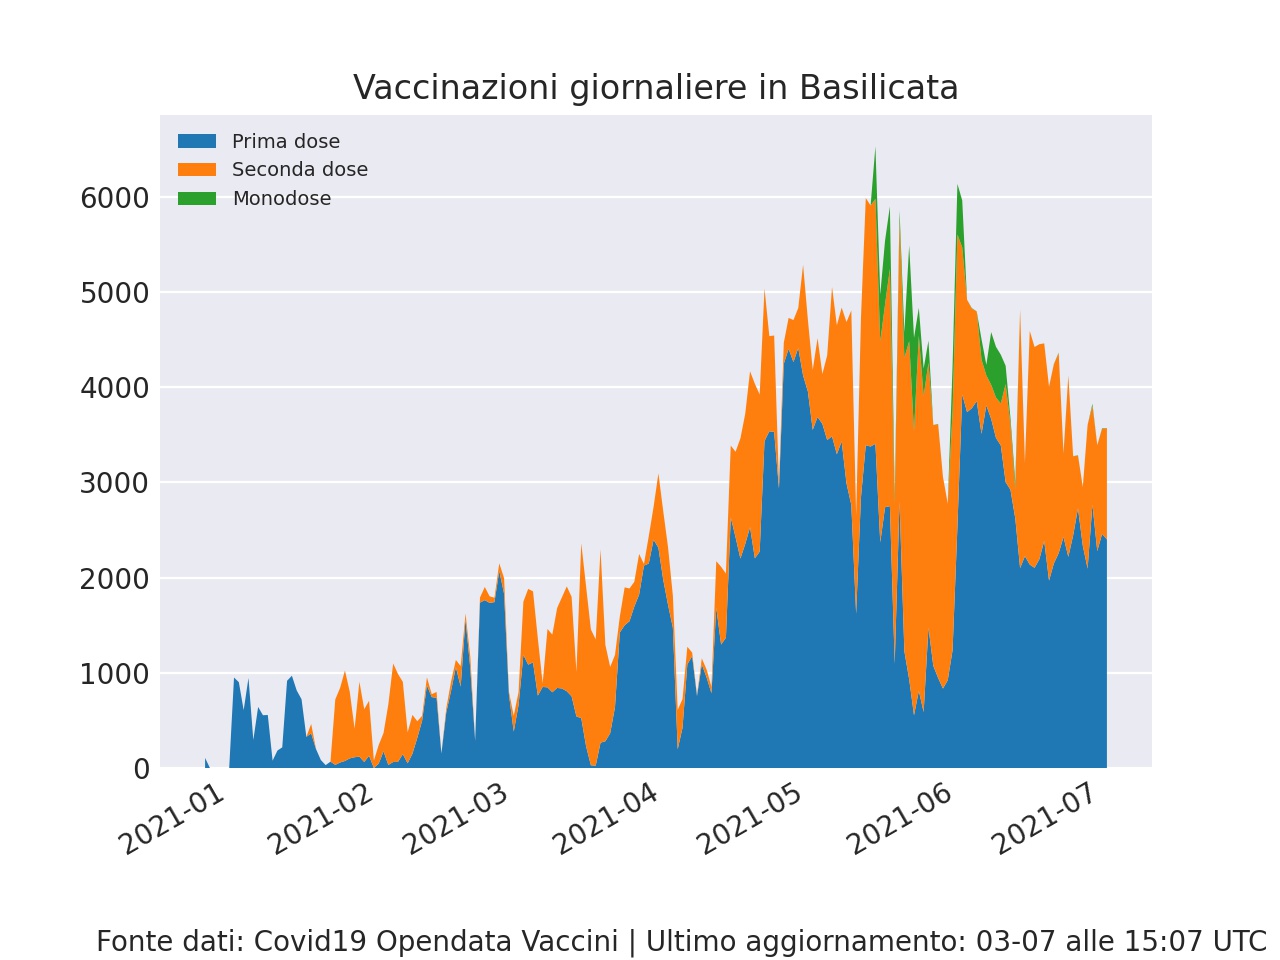 Vaccinazioni giornaliere in Basilicata
Prima dose
Seconda dose
Monodose
6000
5000
4000
3000
2000
1000
0
2021-01
2021-02
2021-03
2021-04
2021-05
2021-06
2021-07
Fonte dati: Covid19 Opendata Vaccini | Ultimo aggiornamento: 03-07 alle 15:07 UTC